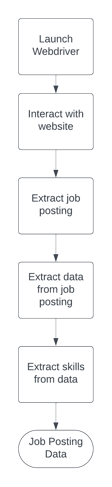 Launch
Webdriver
Interact with
website
Extract job
posting
Extract data
from job
posting
Extract skills
from data
Job Posting
Data